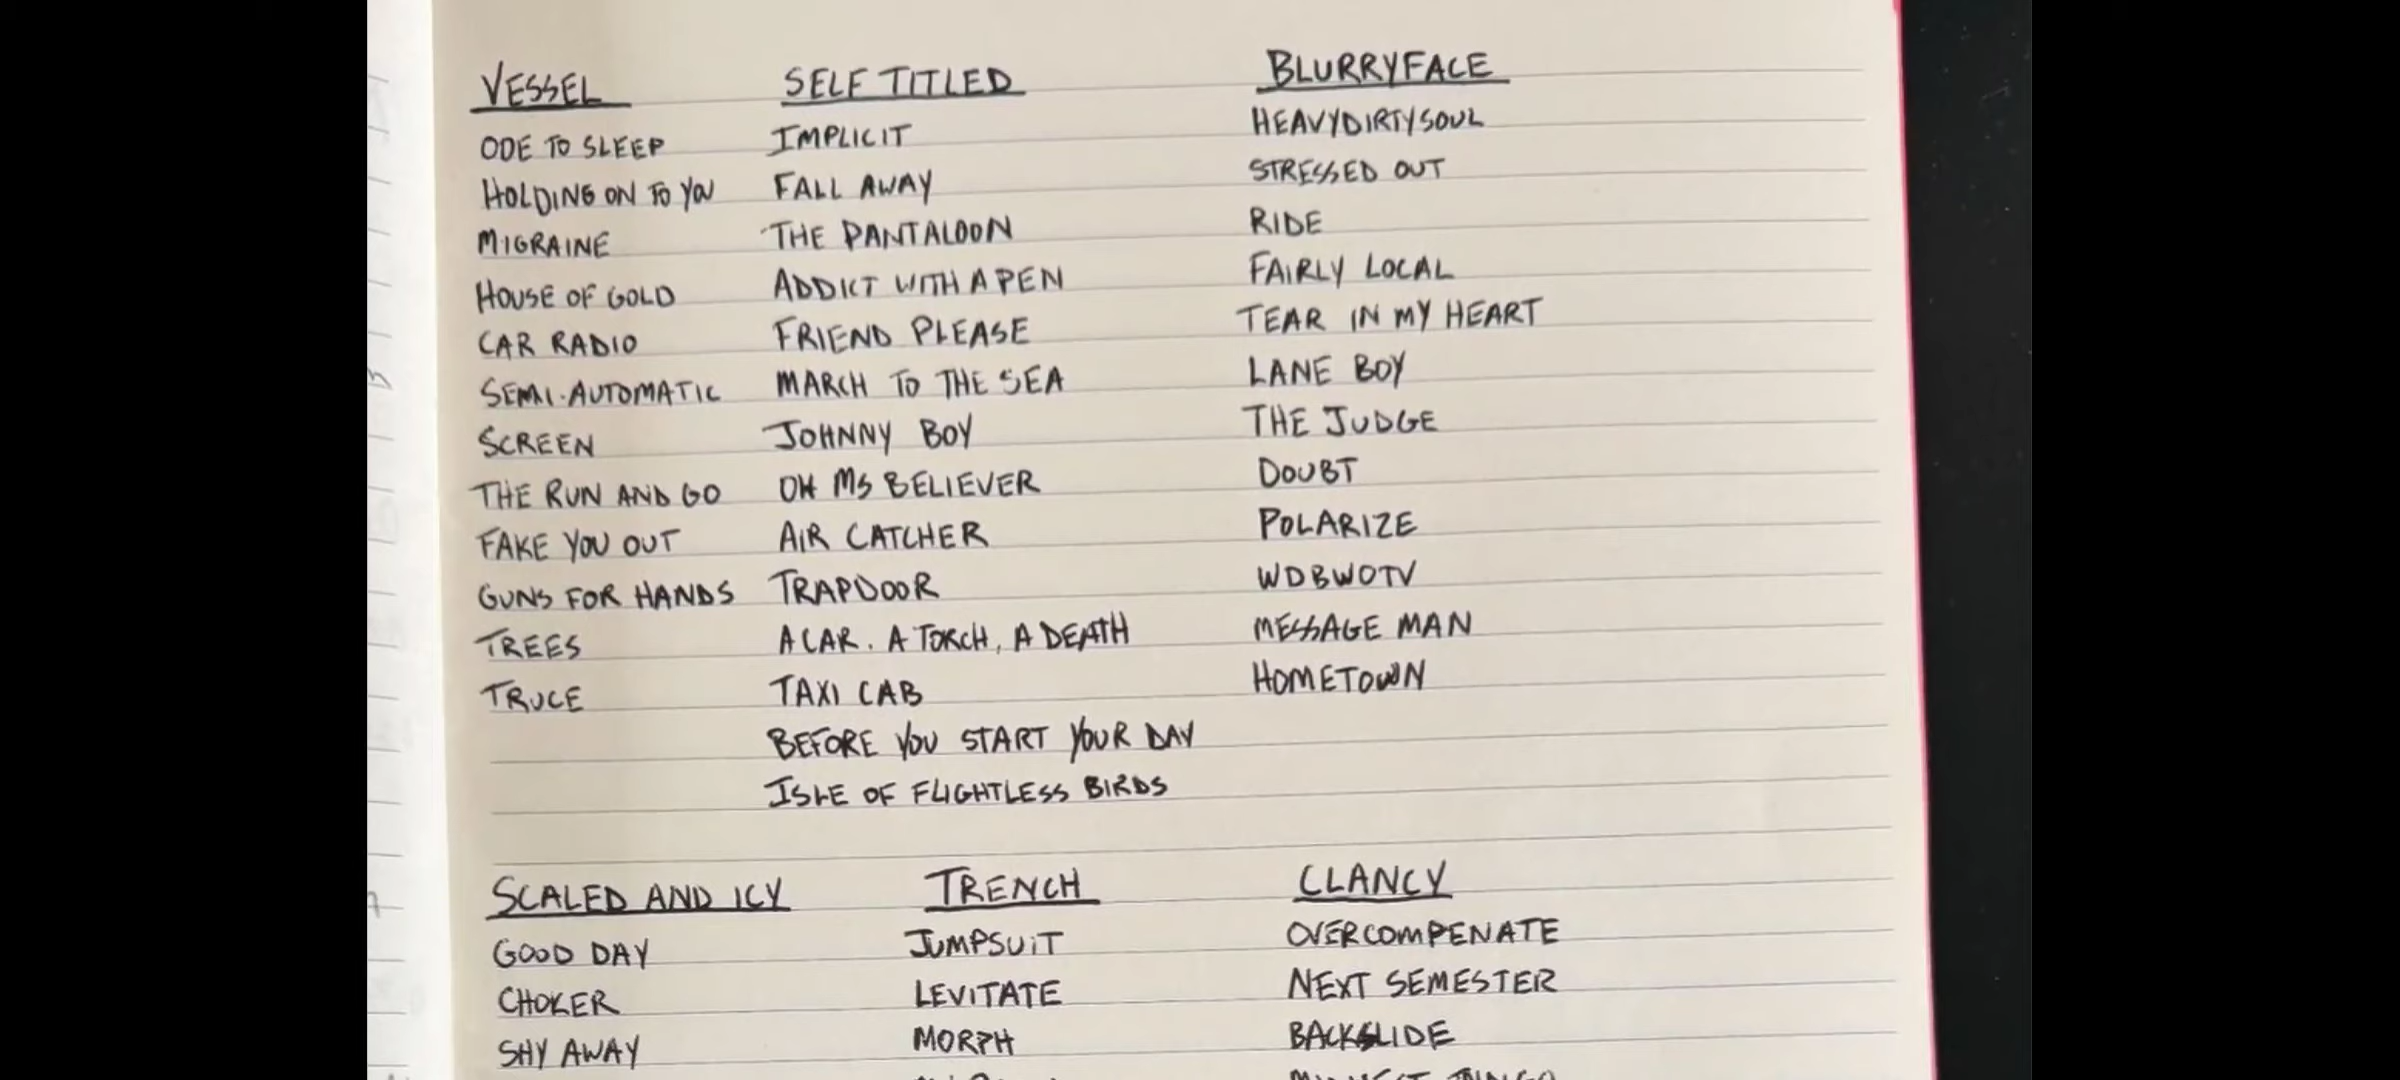 VESSEL
ODE TO SLEEP
HOLDING ON TO YOU
MIGRAINE
HOUSE OF GOLD
CAR RADIO
SEMI-AUTOMATIC
SCREEN
THE RUN AND GO
FAKE YOU OUT
GUNS FOR HANDS
TREES
TRUCE
SELF TITLED
IMPLICIT
FALL AWAY
THE PANTALOON
ADDICT WITH A PEN
FRIEND PLEASE
MARCH TO THE SEA
JOHNNY BOY
OH MS BELIEVER
AIR CATCHER
TRAPDOOR
A CAR, A TORCH, A DEATH
TAXI CAB
BEFORE YOU START YOUR DAY
ISLE OF FLIGHTLESS BIRDS
BLURRYFACE
HEAVYDIRTYSOUL
STRESSED OUT
RIDE
FAIRLY LOCAL
TEAR IN MY HEART
LANE BOY
THE JUDGE
DOUBT
POLARIZE
WDBWOTV
MESSAGE MAN
HOMETOWN
SCALED AND ICY
GOOD DAY
CHOKER
SHY AWAY
TRENCH
JUMPSUIT
LEVITATE
MORPH
CLANCY
OVERCOMPENATE
NEXT SEMESTER
BACKSLIDE